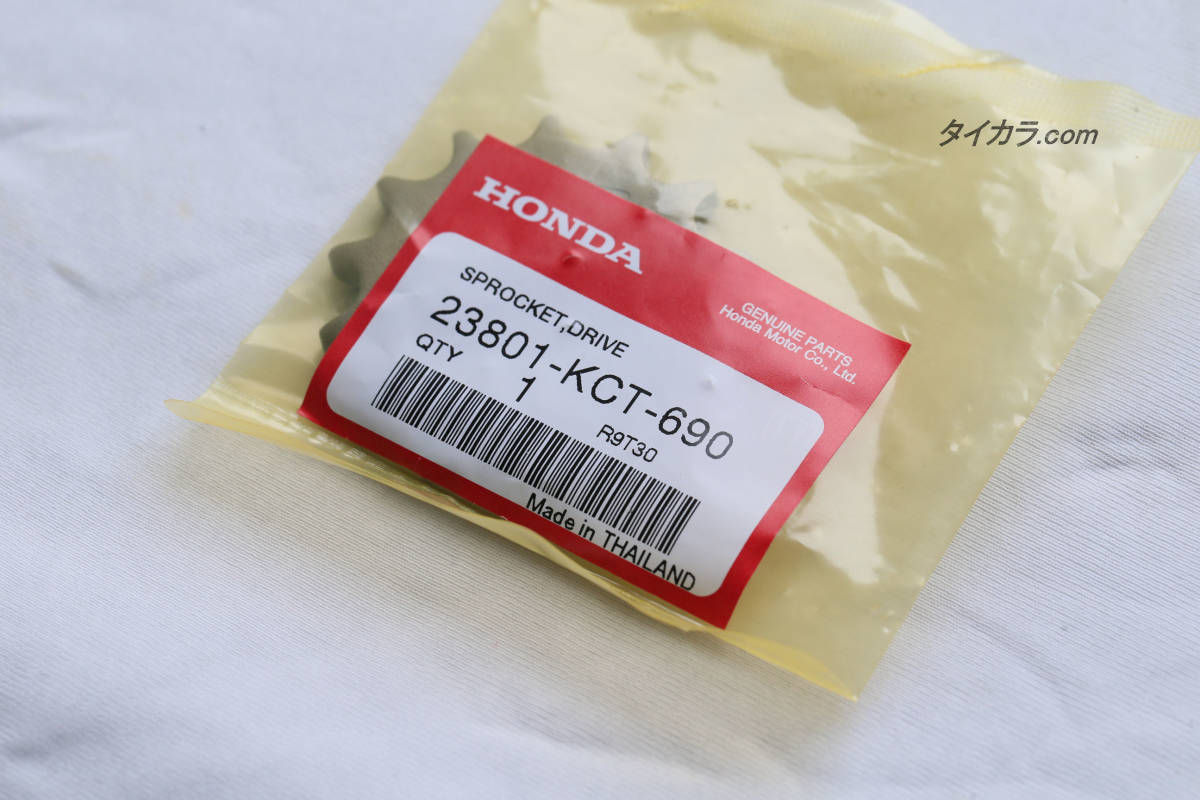 タイカラ.com
HONDA
GENUINE PARTS
Honda Motor Co., Ltd.
SPROCKET,DRIVE
23801-KCT-690
QTY 1
R9T30
Made in THAILAND